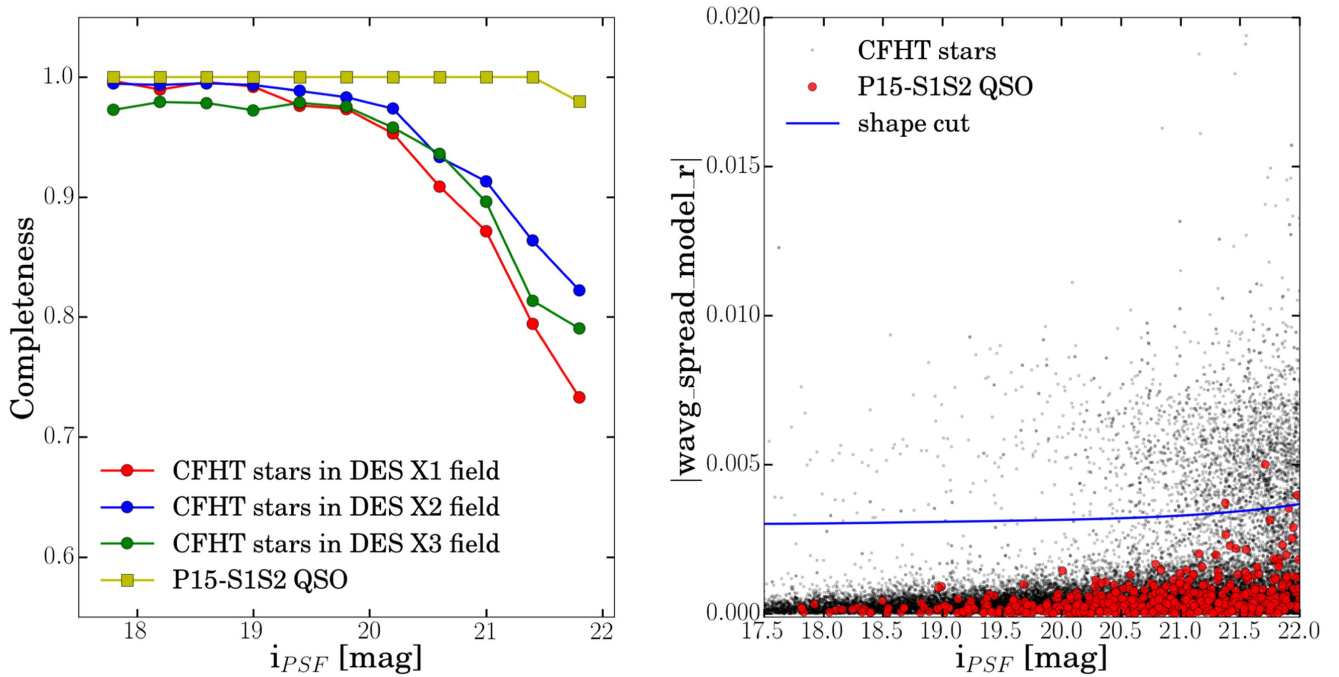 Completeness
1.0
0.9
0.8
0.7
0.6
CFHT stars in DES X1 field
CFHT stars in DES X2 field
CFHT stars in DES X3 field
P15-S1S2 QSO
18
19
20
21
22
i_PSF [mag]
|wavg_spread_model_r|
0.020
0.015
0.010
0.005
0.000
CFHT stars
P15-S1S2 QSO
shape cut
17.5
18.0
18.5
19.0
19.5
20.0
20.5
21.0
21.5
22.0
i_PSF [mag]